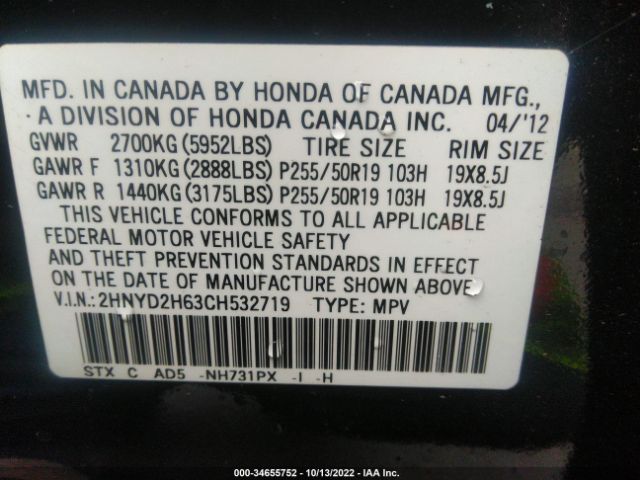 MFD. IN CANADA BY HONDA OF CANADA MFG.,
A DIVISION OF HONDA CANADA INC. 04/'12
GVWR 2700KG(5952LBS) TIRE SIZE RIM SIZE
GAWR F 1310KG(2888LBS) P255/50R19 103H 19X8.5J
GAWR R 1440KG(3175LBS) P255/50R19 103H 19X8.5J
THIS VEHICLE CONFORMS TO ALL APPLICABLE
FEDERAL MOTOR VEHICLE SAFETY
AND THEFT PREVENTION STANDARDS IN EFFECT
ON THE DATE OF MANUFACTURE SHOWN ABOVE.
V.I.N.:2HNYD2H63CH532719 TYPE: MPV
STX C AD5 -NH731PX -I -H
000-34655752 - 10/13/2022 - IAA Inc.